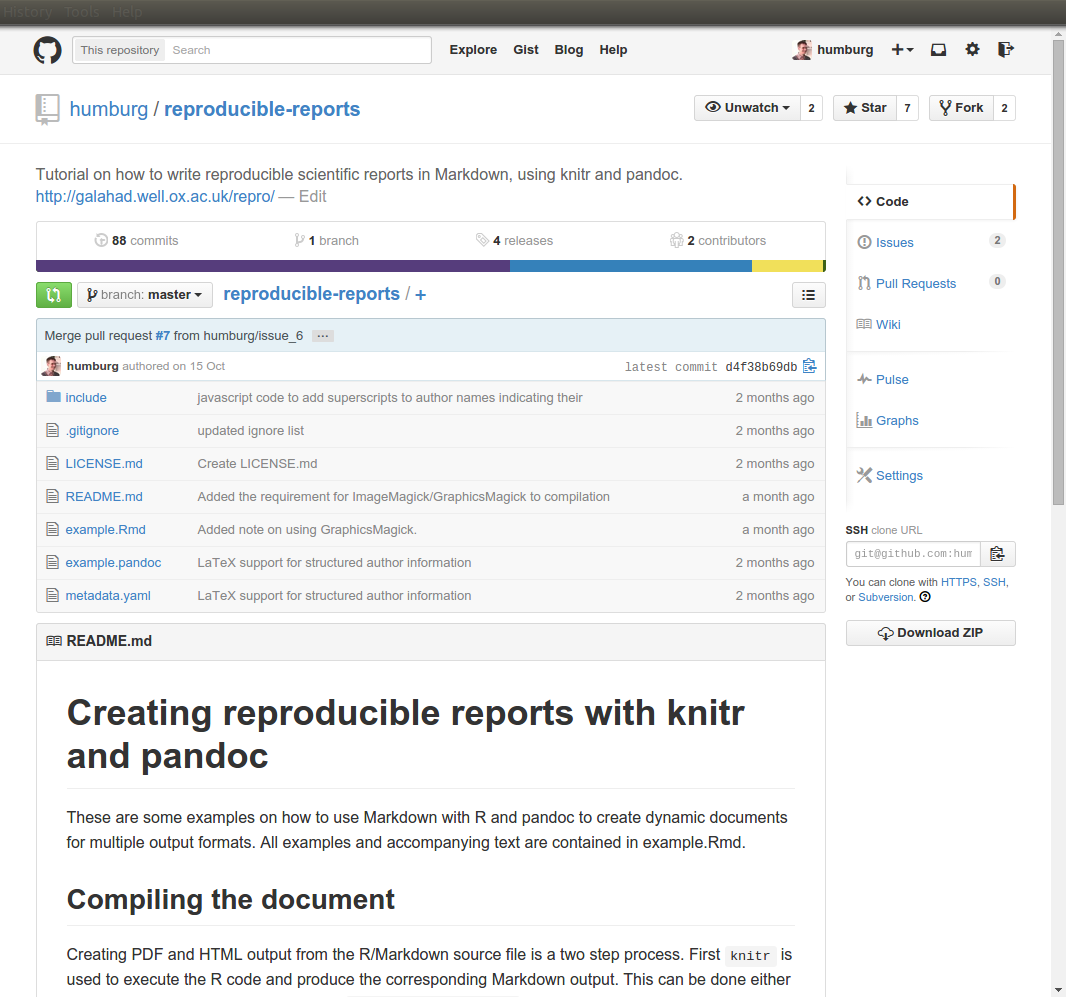 History Tools Help
This repository Search Explore Gist Blog Help humburg
humburg / reproducible-reports Unwatch 2 Star 7 Fork 2
Tutorial on how to write reproducible scientific reports in Markdown, using knitr and pandoc.
http://galahad.well.ox.ac.uk/repro/ — Edit
88 commits 1 branch 4 releases 2 contributors
branch: master reproducible-reports / +
Merge pull request #7 from humburg/issue_6 ...
humburg authored on 15 Oct latest commit d4f38b69db
include javascript code to add superscripts to author names indicating their 2 months ago
.gitignore updated ignore list 2 months ago
LICENSE.md Create LICENSE.md 2 months ago
README.md Added the requirement for ImageMagick/GraphicsMagick to compilation a month ago
example.Rmd Added note on using GraphicsMagick. a month ago
example.pandoc LaTeX support for structured author information 2 months ago
metadata.yaml LaTeX support for structured author information 2 months ago
README.md
Creating reproducible reports with knitr
and pandoc
These are some examples on how to use Markdown with R and pandoc to create dynamic documents
for multiple output formats. All examples and accompanying text are contained in example.Rmd.
Compiling the document
Creating PDF and HTML output from the R/Markdown source file is a two step process. First knitr is
used to execute the R code and produce the corresponding Markdown output. This can be done either
Code
Issues 2
Pull Requests 0
Wiki
Pulse
Graphs
Settings
SSH clone URL
git@github.com:hum
You can clone with HTTPS, SSH,
or Subversion.
Download ZIP